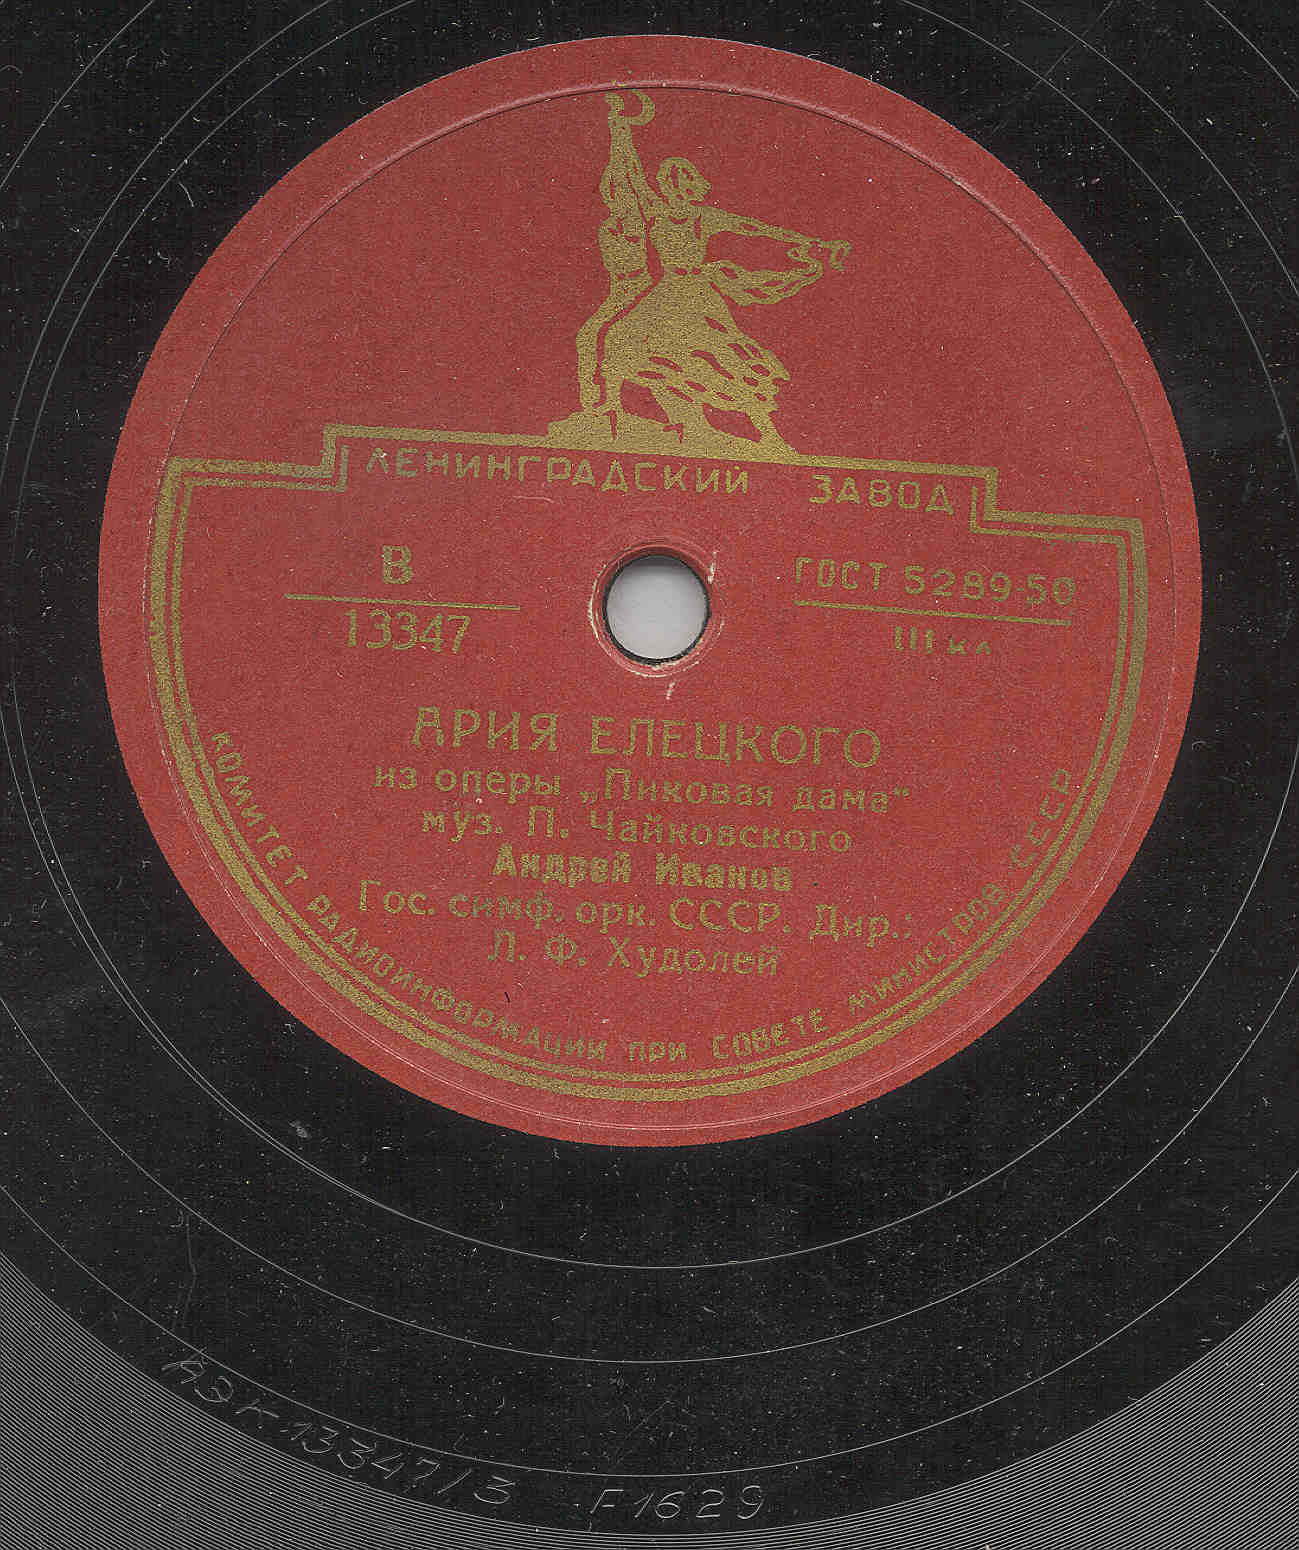 ЛЕНИНГРАДСКИЙ ЗАВОД
В
13347
ГОСТ 5289-50
III кл
АРИЯ ЕЛЕЦКОГО
из оперы „Пиковая дама“
муз. П. Чайковского
Андрей Иванов
Гос. симф. орк. СССР. Дир.:
Л. Ф. Худолей
КОМИТЕТ РАДИОИНФОРМАЦИИ ПРИ СОВЕТЕ МИНИСТРОВ СССР
13347/3 F1629